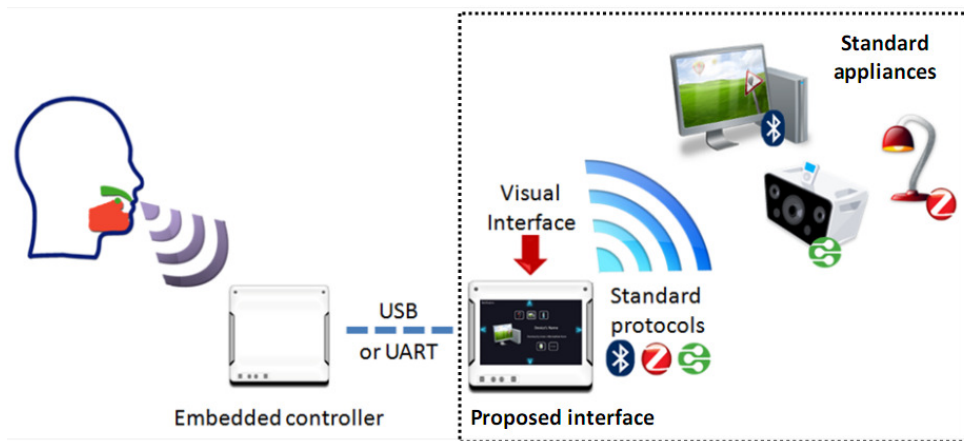 Standard
appliances
Visual
Interface
USB
or UART
Standard
protocols
Embedded controller
Proposed interface